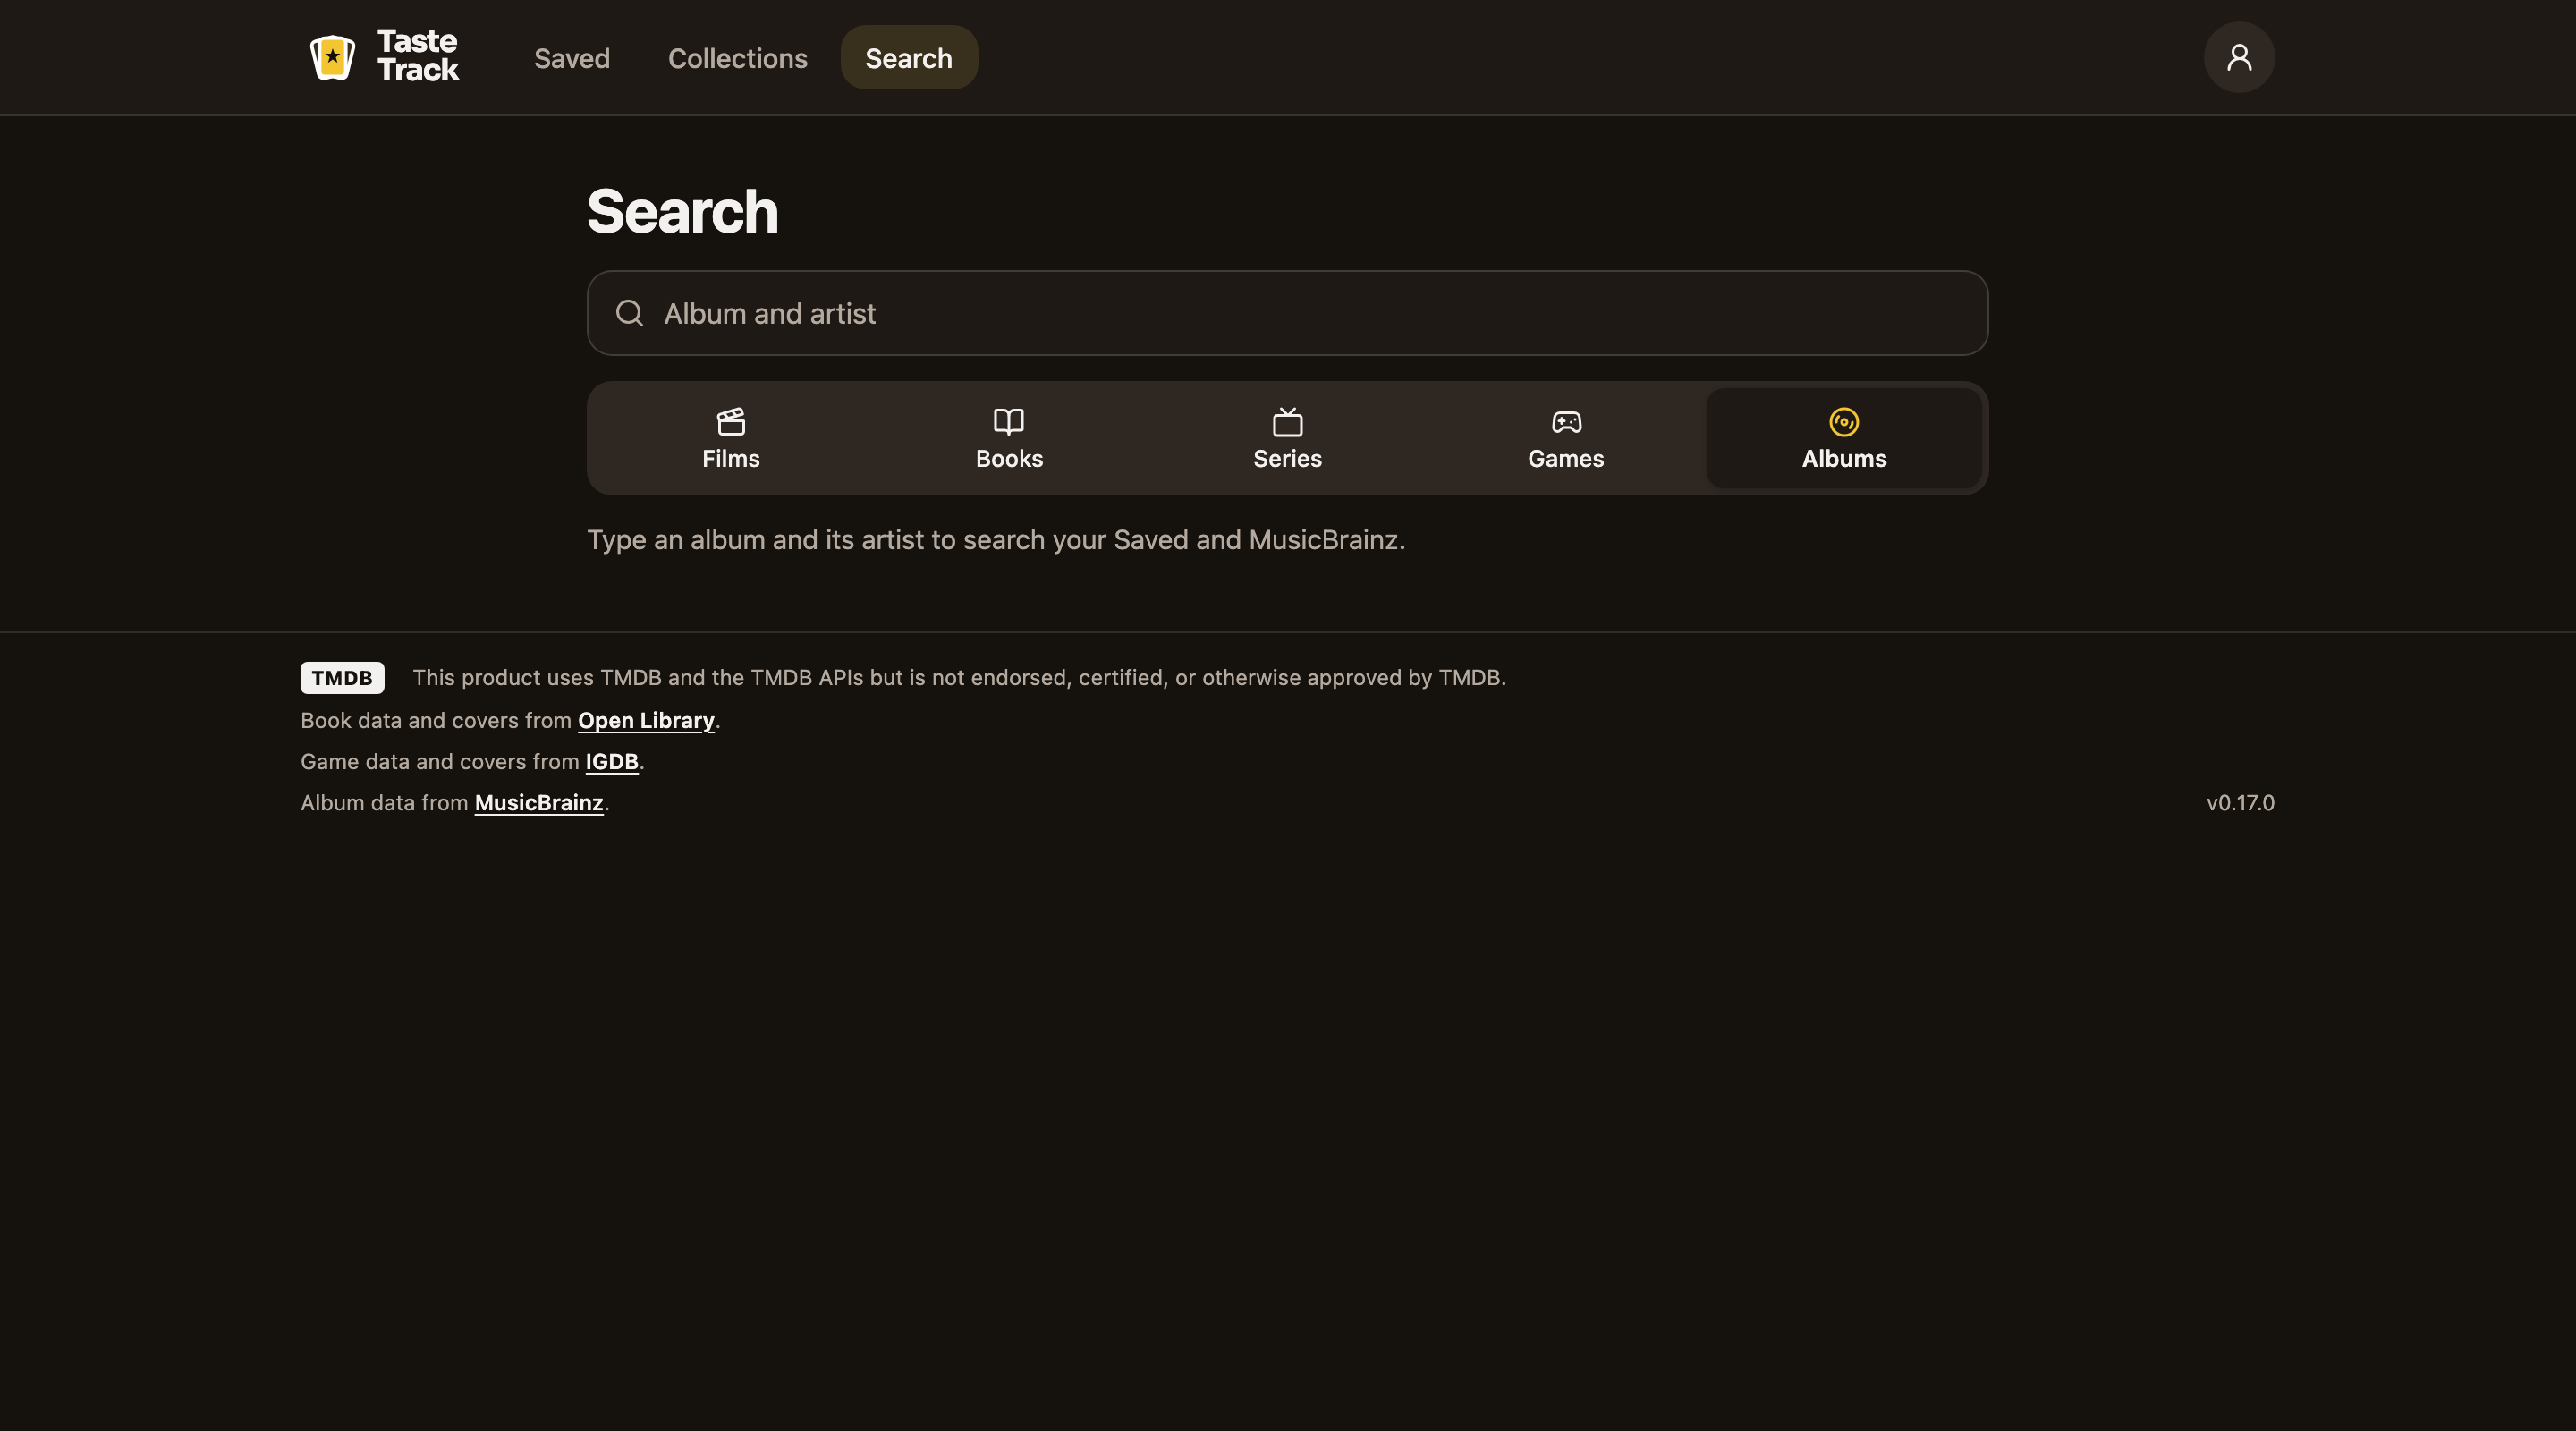 Taste
Track
Saved
Collections
Search
Search
Album and artist
Films
Books
Series
Games
Albums
Type an album and its artist to search your Saved and MusicBrainz.
TMDB This product uses TMDB and the TMDB APIs but is not endorsed, certified, or otherwise approved by TMDB.
Book data and covers from Open Library.
Game data and covers from IGDB.
Album data from MusicBrainz.
v0.17.0